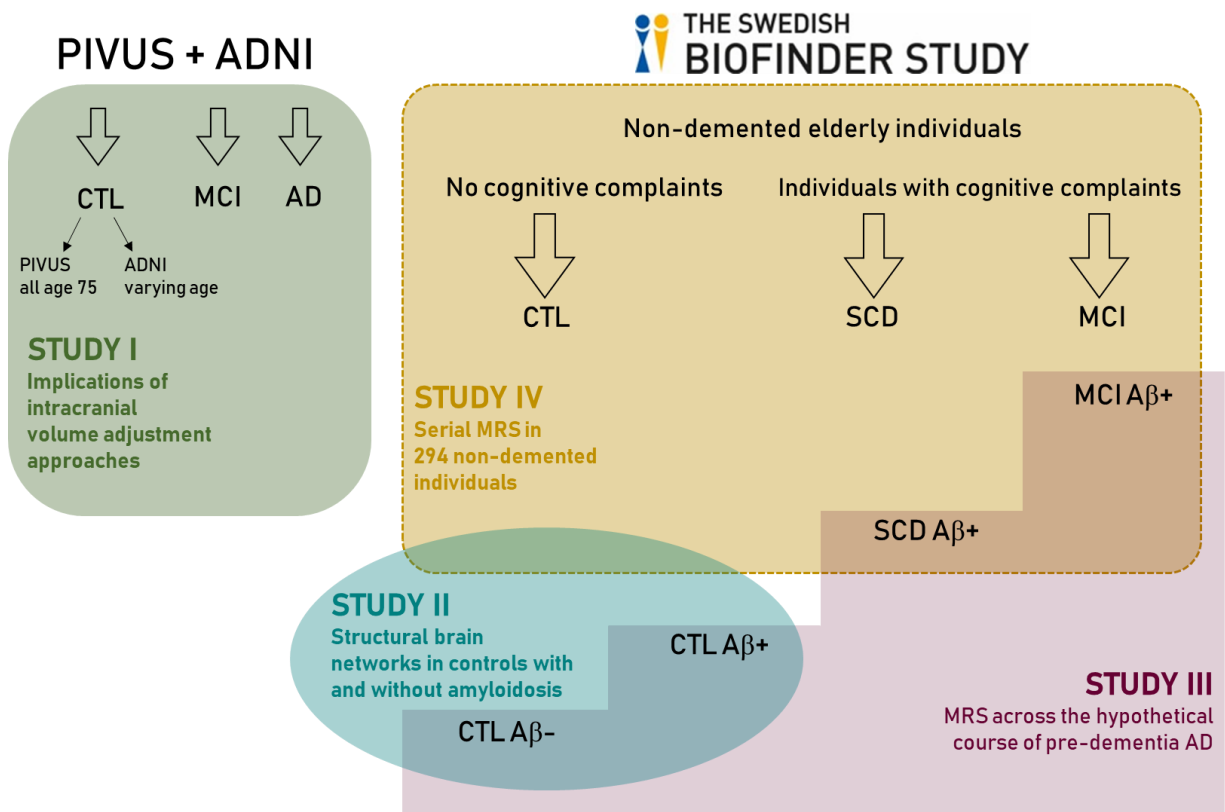 PIVUS + ADNI
CTL
MCI
AD
PIVUS
all age 75
ADNI
varying age
STUDY I
Implications of
intracranial
volume adjustment
approaches
THE SWEDISH
BIOFINDER STUDY
Non-demented elderly individuals
No cognitive complaints
Individuals with cognitive complaints
CTL
SCD
MCI
STUDY IV
Serial MRS in
294 non-demented
individuals
MCI Aβ+
SCD Aβ+
STUDY II
Structural brain
networks in controls with
and without amyloidosis
CTL Aβ+
CTL Aβ-
STUDY III
MRS across the hypothetical
course of pre-dementia AD